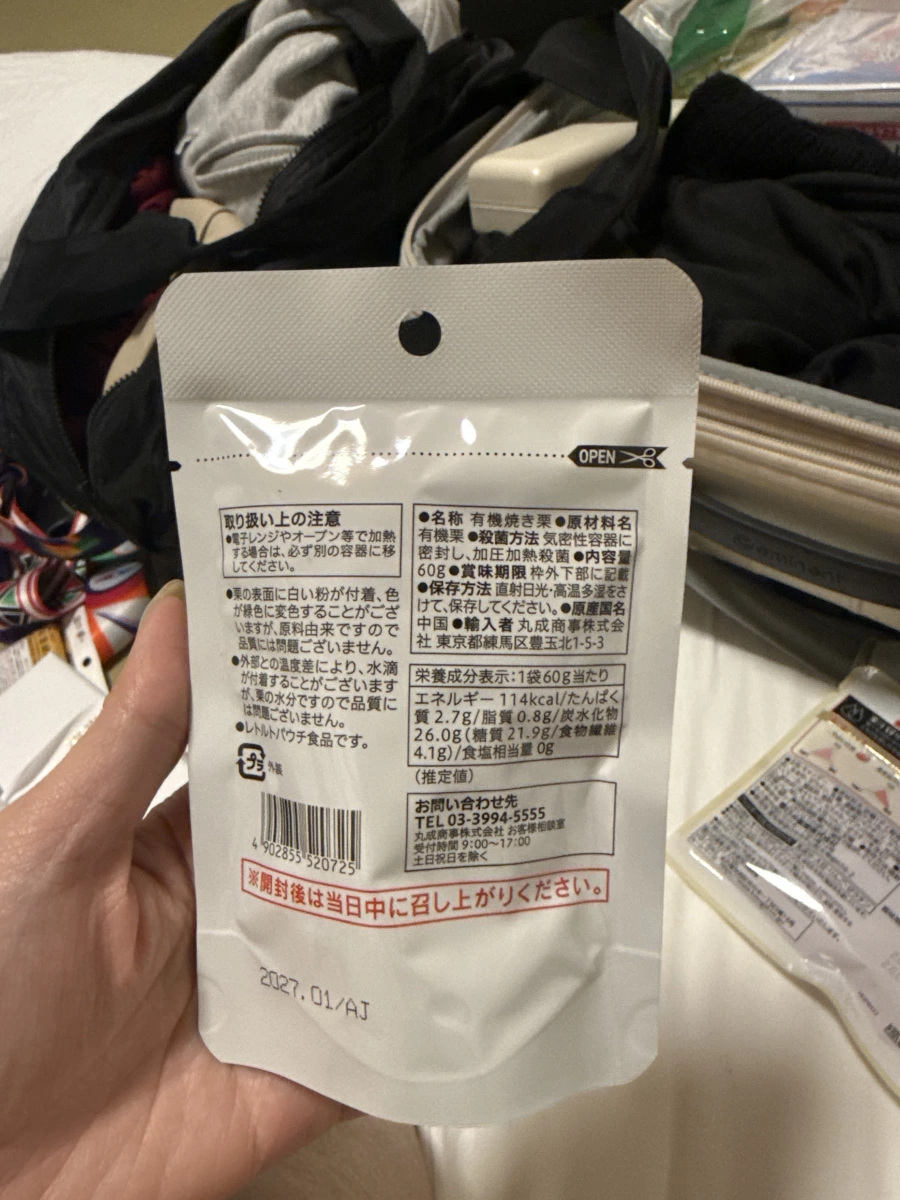 OPEN
取り扱い上の注意
●電子レンジやオーブン等で加熱
する場合は、必ず別の容器に移
してください。
●栗の表面に白い粉が付着、色
が緑色に変色することがござ
いますが、原料由来ですので
品質には問題ございません。
●外部との温度差により、水滴
が付着することがございます
が、栗の水分ですので品質に
は問題ございません。
●レトルトパウチ食品です。
プラ 外装
4 902855 520725
●名称 有機焼き栗 ●原材料名
有機栗 ●殺菌方法 気密性容器に
密封し、加圧加熱殺菌 ●内容量
60g ●賞味期限 枠外下部に記載
●保存方法 直射日光・高温多湿をさ
けて、保存してください。●原産国名
中国 ●輸入者 丸成商事株式会
社 東京都練馬区豊玉北1-5-3
栄養成分表示:1袋60g当たり
エネルギー 114kcal/たんぱく
質 2.7g/脂質 0.8g/炭水化物
26.0g(糖質 21.9g/食物繊維
4.1g)/食塩相当量 0g
(推定値)
お問い合わせ先
TEL 03-3994-5555
丸成商事株式会社 お客様相談室
受付時間 9:00〜17:00
土日祝日を除く
※開封後は当日中に召し上がりください。
2027.01/AJ